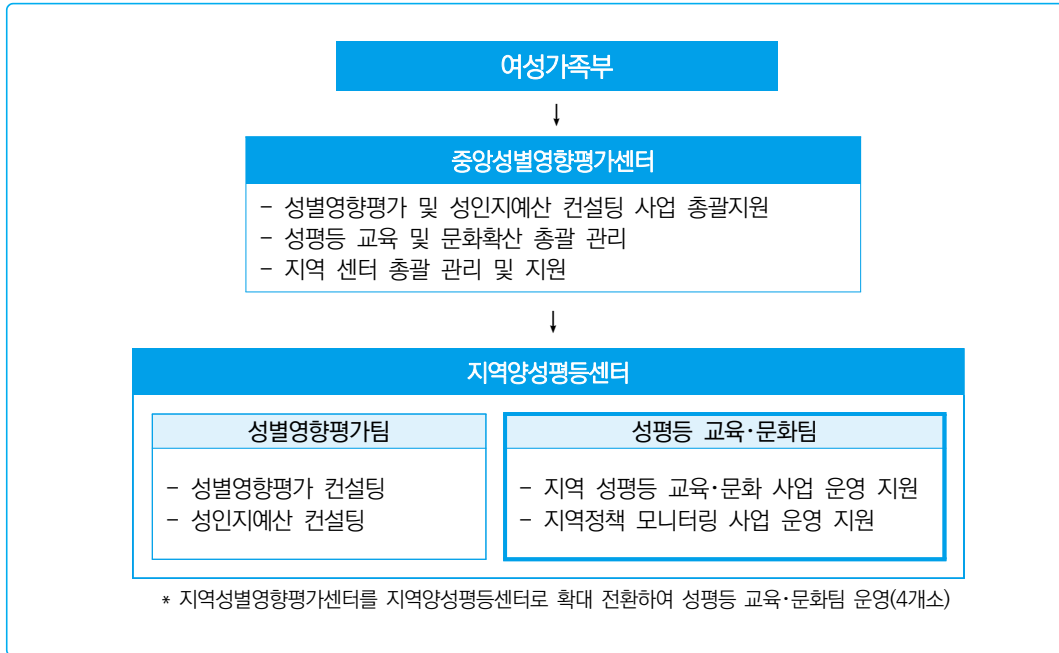 여성가족부
↓
중앙성별영향평가센터
- 성별영향평가 및 성인지예산 컨설팅 사업 총괄지원
- 성평등 교육 및 문화확산 총괄 관리
- 지역 센터 총괄 관리 및 지원
↓
지역양성평등센터
성별영향평가팀
- 성별영향평가 컨설팅
- 성인지예산 컨설팅
성평등 교육·문화팀
- 지역 성평등 교육·문화 사업 운영 지원
- 지역정책 모니터링 사업 운영 지원
* 지역성별영향평가센터를 지역양성평등센터로 확대 전환하여 성평등 교육·문화팀 운영(4개소)